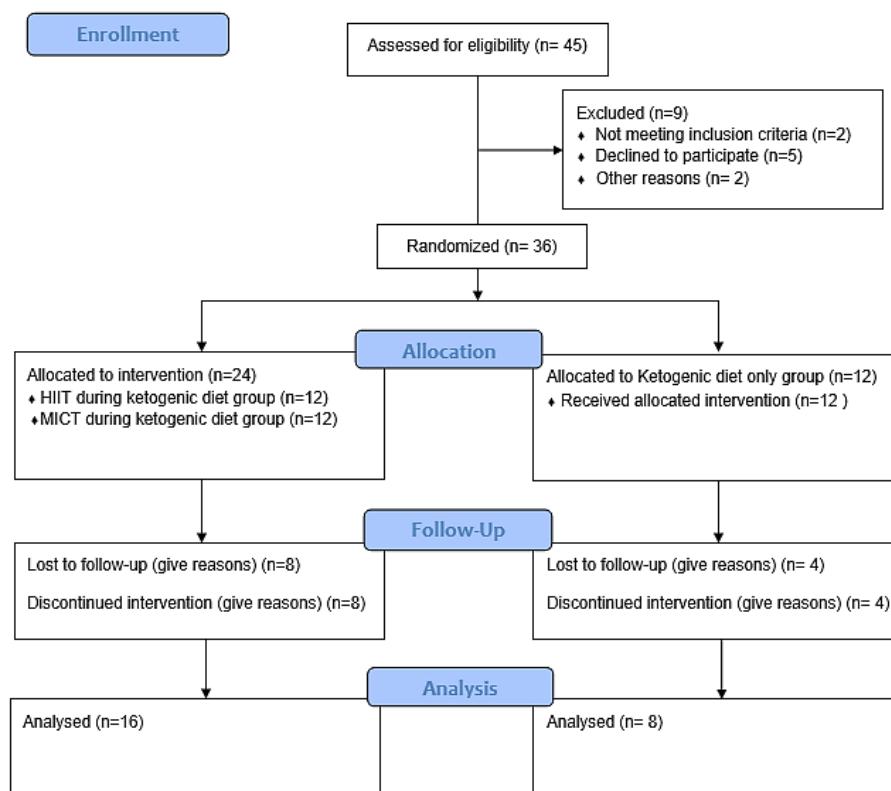 Enrollment
Assessed for eligibility (n= 45)
Excluded (n=9)
♦ Not meeting inclusion criteria (n=2)
♦ Declined to participate (n=5)
♦ Other reasons (n= 2)
Randomized (n= 36)
Allocation
Allocated to intervention (n=24)
♦ HIIT during ketogenic diet group (n=12)
♦MICT during ketogenic diet group (n=12)
Allocated to Ketogenic diet only group (n=12)
♦ Received allocated intervention (n=12 )
Follow-Up
Lost to follow-up (give reasons) (n=8)
Discontinued intervention (give reasons) (n=8)
Lost to follow-up (give reasons) (n= 4)
Discontinued intervention (give reasons) (n= 4)
Analysis
Analysed (n=16)
Analysed (n= 8)